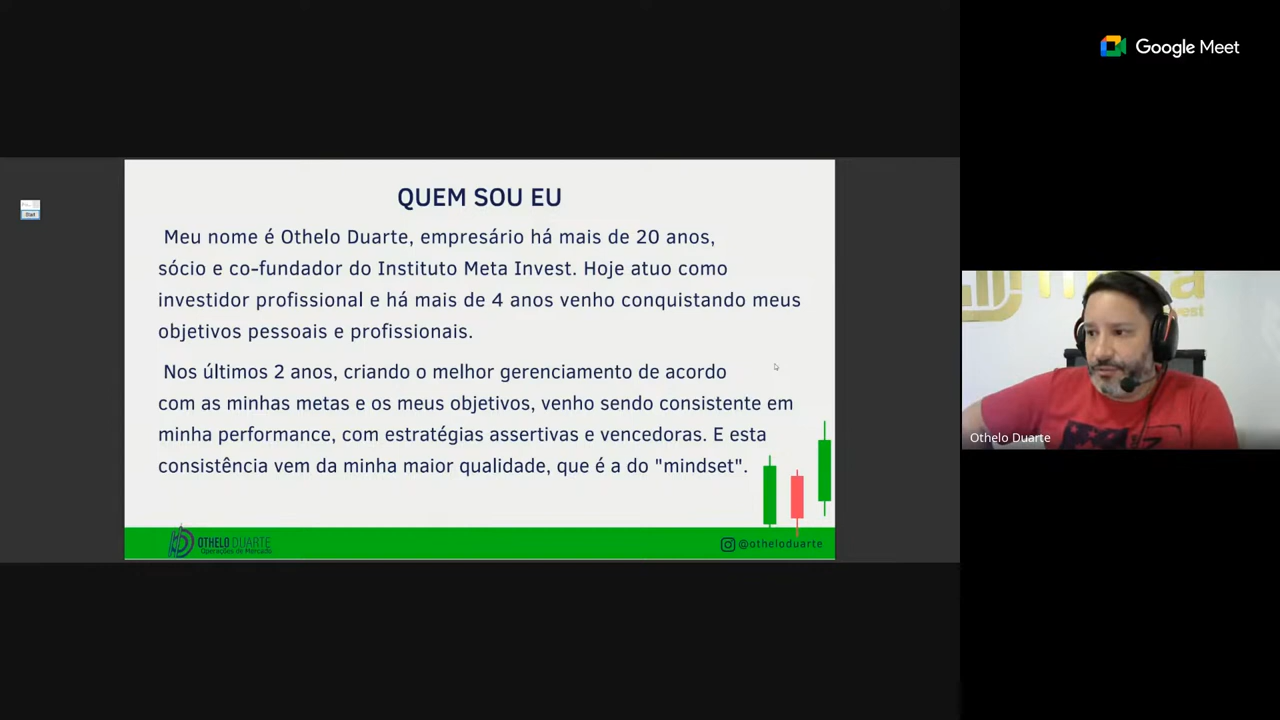 Google Meet
QUEM SOU EU
Meu nome é Othelo Duarte, empresário há mais de 20 anos,
sócio e co-fundador do Instituto Meta Invest. Hoje atuo como
investidor profissional e há mais de 4 anos venho conquistando meus
objetivos pessoais e profissionais.
Nos últimos 2 anos, criando o melhor gerenciamento de acordo
com as minhas metas e os meus objetivos, venho sendo consistente em
minha performance, com estratégias assertivas e vencedoras. E esta
consistência vem da minha maior qualidade, que é a do "mindset".
OTHELO DUARTE
Operações de Mercado
@otheloduarte
Othelo Duarte